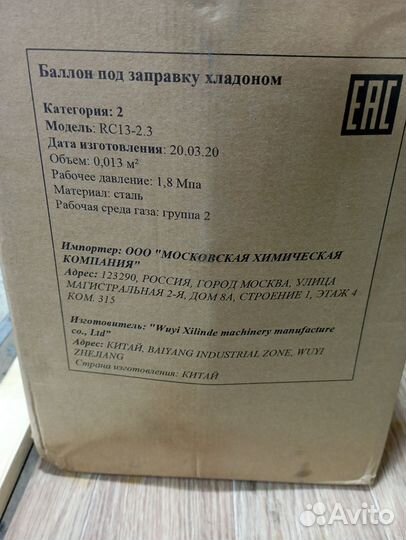 Баллон под заправку хладоном
EAC
Категория: 2
Модель: RC13-2.3
Дата изготовления: 20.03.20
Объем: 0,013 м²
Рабочее давление: 1,8 Мпа
Материал: сталь
Рабочая среда газа: группа 2
Импортер: ООО "МОСКОВСКАЯ ХИМИЧЕСКАЯ
КОМПАНИЯ"
Адрес: 123290, РОССИЯ, ГОРОД МОСКВА, УЛИЦА
МАГИСТРАЛЬНАЯ 2-Я, ДОМ 8А, СТРОЕНИЕ 1, ЭТАЖ 4
КОМ. 315
Изготовитель: "Wuyi Xilinde machinery manufacture
co., Ltd"
Адрес: КИТАЙ, BAIYANG INDUSTRIAL ZONE, WUYI
ZHEJIANG
Страна изготовления: КИТАЙ
Avito